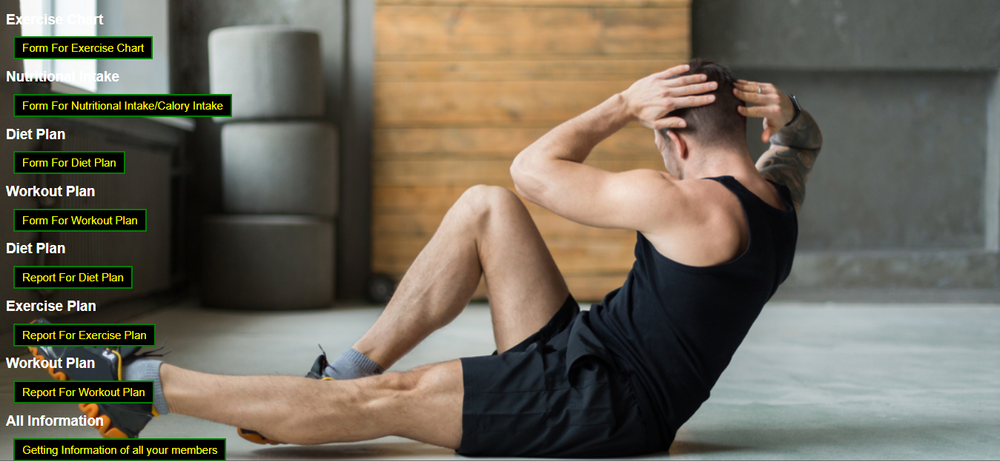 Exercise Chart
Form For Exercise Chart
Nutritional Intake
Form For Nutritional Intake/Calory Intake
Diet Plan
Form For Diet Plan
Workout Plan
Form For Workout Plan
Diet Plan
Report For Diet Plan
Exercise Plan
Report For Exercise Plan
Workout Plan
Report For Workout Plan
All Information
Getting Information of all your members